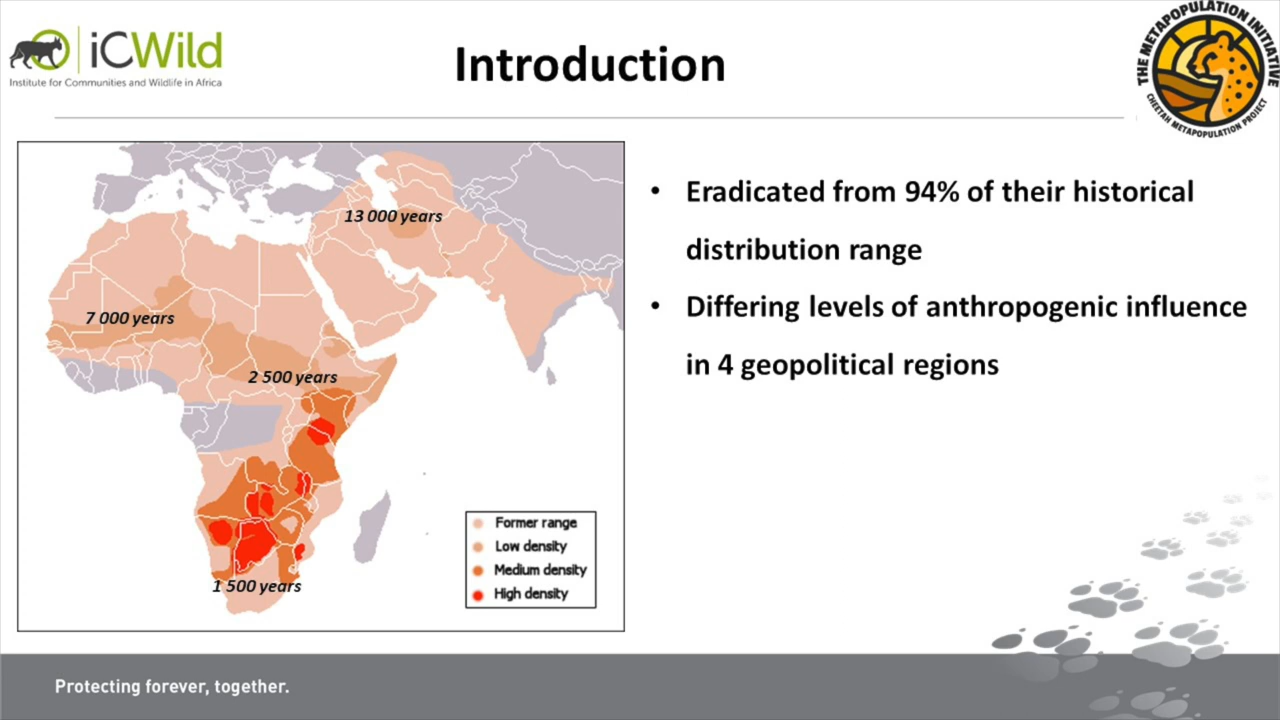 iCWild
Institute for Communities and Wildlife in Africa
Introduction
THE METAPOPULATION INITIATIVE
CHEETAH METAPOPULATION PROJECT
13 000 years
7 000 years
2 500 years
1 500 years
Former range
Low density
Medium density
High density
• Eradicated from 94% of their historical
distribution range
• Differing levels of anthropogenic influence
in 4 geopolitical regions
Protecting forever, together.